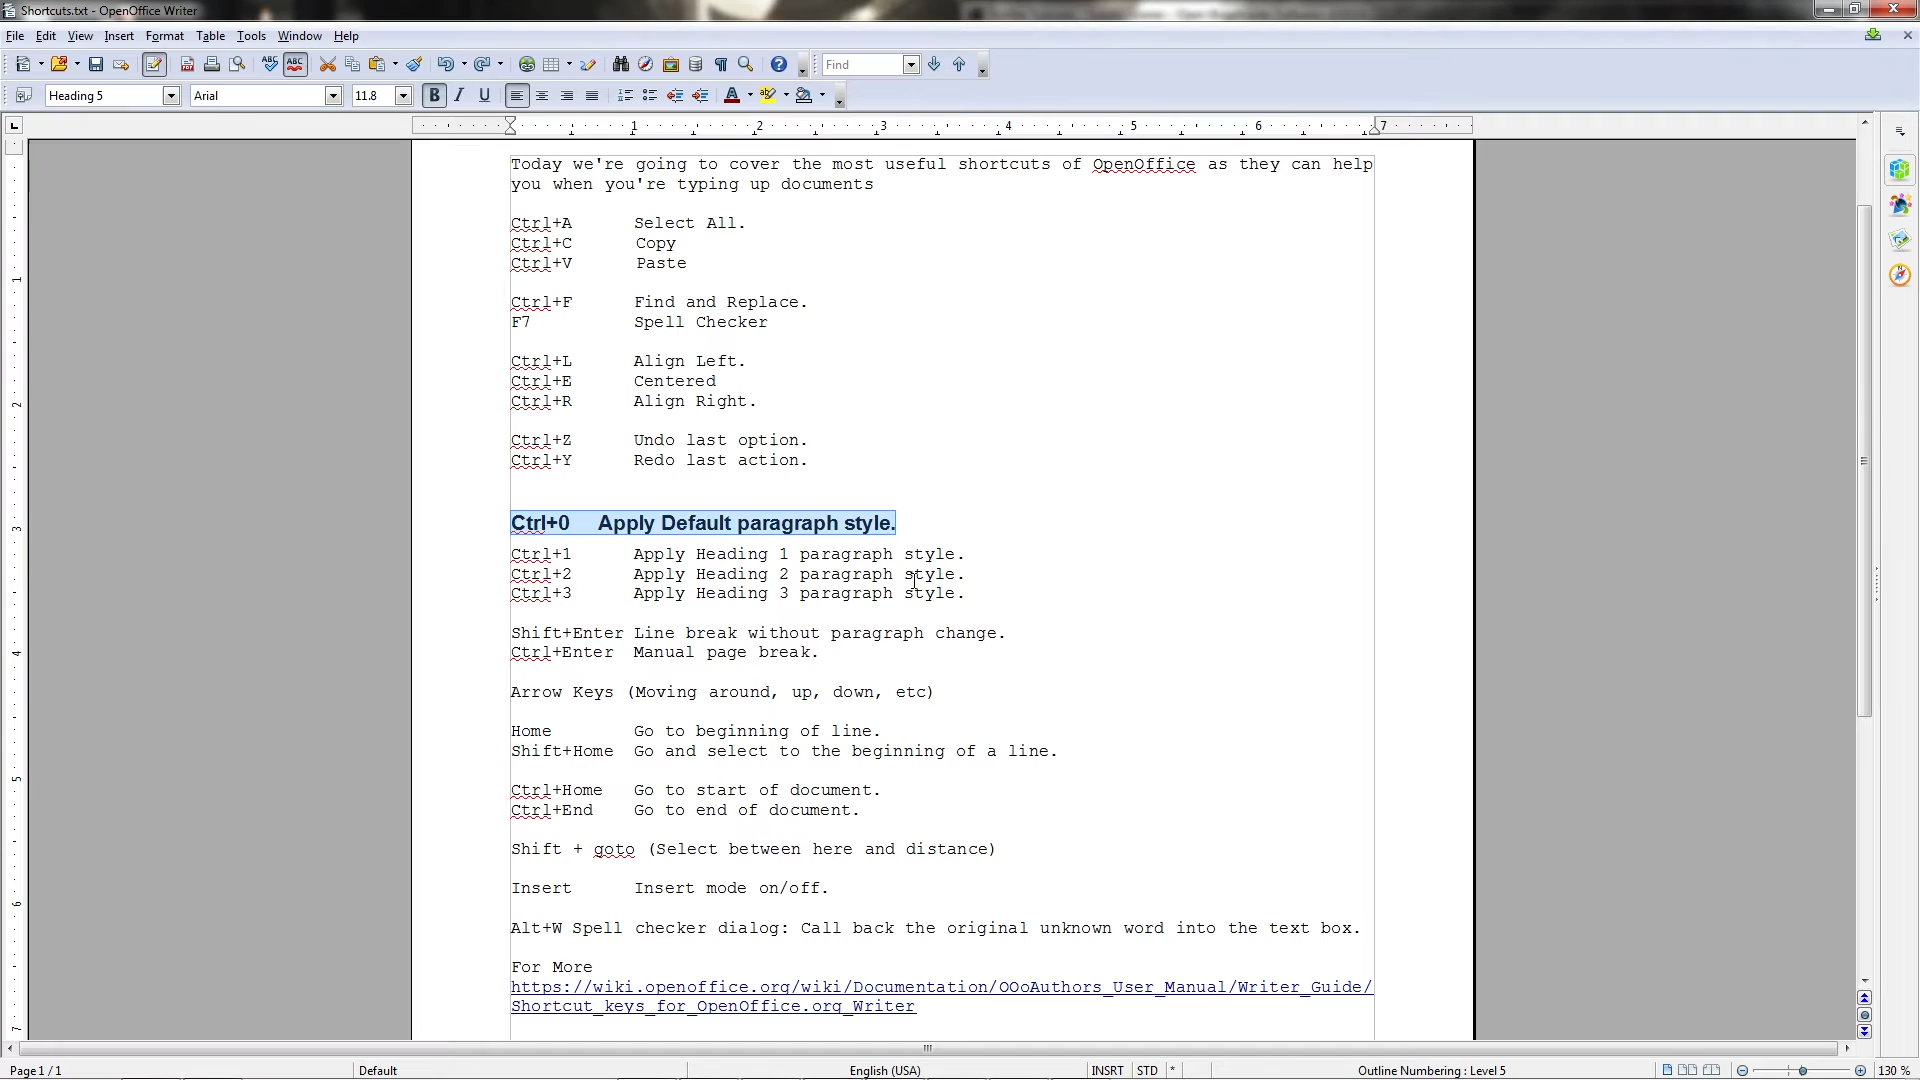 Shortcuts.txt - OpenOffice Writer
File Edit View Insert Format Table Tools Window Help
Find
Heading 5 Arial 11.8
1 2 3 4 5 6 7
Today we're going to cover the most useful shortcuts of OpenOffice as they can help
you when you're typing up documents
Ctrl+A Select All.
Ctrl+C Copy
Ctrl+V Paste
Ctrl+F Find and Replace.
F7 Spell Checker
Ctrl+L Align Left.
Ctrl+E Centered
Ctrl+R Align Right.
Ctrl+Z Undo last option.
Ctrl+Y Redo last action.
Ctrl+0 Apply Default paragraph style.
Ctrl+1 Apply Heading 1 paragraph style.
Ctrl+2 Apply Heading 2 paragraph style.
Ctrl+3 Apply Heading 3 paragraph style.
Shift+Enter Line break without paragraph change.
Ctrl+Enter Manual page break.
Arrow Keys (Moving around, up, down, etc)
Home Go to beginning of line.
Shift+Home Go and select to the beginning of a line.
Ctrl+Home Go to start of document.
Ctrl+End Go to end of document.
Shift + goto (Select between here and distance)
Insert Insert mode on/off.
Alt+W Spell checker dialog: Call back the original unknown word into the text box.
For More
https://wiki.openoffice.org/wiki/Documentation/OOoAuthors_User_Manual/Writer_Guide/
Shortcut_keys_for_OpenOffice.org_Writer
Page 1 / 1 Default English (USA) INSRT STD * Outline Numbering : Level 5 130 %